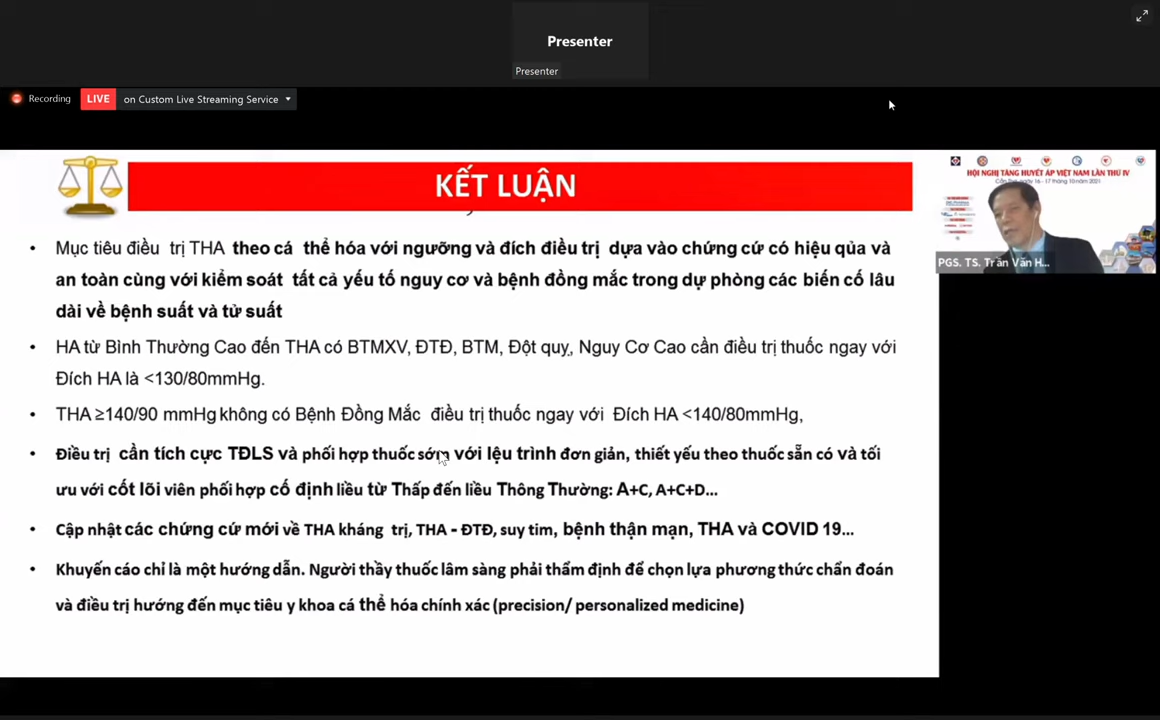 Presenter
Presenter
Recording
LIVE on Custom Live Streaming Service
KẾT LUẬN
HỘI NGHỊ TĂNG HUYẾT ÁP VIỆT NAM LẦN THỨ IV
Cần Thơ, ngày 16 - 17 tháng 10 năm 2021
PGS. TS. Trần Văn H...
• Mục tiêu điều trị THA theo cá thể hóa với ngưỡng và đích điều trị dựa vào chứng cứ có hiệu qủa và
an toàn cùng với kiểm soát tất cả yếu tố nguy cơ và bệnh đồng mắc trong dự phòng các biến cố lâu
dài về bệnh suất và tử suất
• HA từ Bình Thường Cao đến THA có BTMXV, ĐTĐ, BTM, Đột quỵ, Nguy Cơ Cao cần điều trị thuốc ngay với
Đích HA là <130/80mmHg.
• THA ≥140/90 mmHg không có Bệnh Đồng Mắc điều trị thuốc ngay với Đích HA <140/80mmHg,
• Điều trị cần tích cực TĐLS và phối hợp thuốc sớm với lệu trình đơn giản, thiết yếu theo thuốc sẵn có và tối
ưu với cốt lõi viên phối hợp cố định liều từ Thấp đến liều Thông Thường: A+C, A+C+D...
• Cập nhật các chứng cứ mới về THA kháng trị, THA - ĐTĐ, suy tim, bệnh thận mạn, THA và COVID 19...
• Khuyến cáo chỉ là một hướng dẫn. Người thầy thuốc lâm sàng phải thẩm định để chọn lựa phương thức chẩn đoán
và điều trị hướng đến mục tiêu y khoa cá thể hóa chính xác (precision/ personalized medicine)